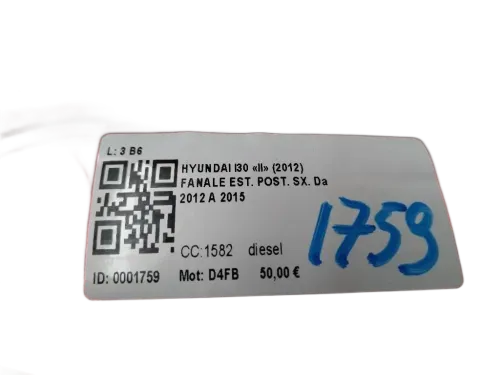 L: 3 B6
HYUNDAI I30 «II» (2012)
FANALE EST. POST. SX. Da
2012 A 2015
1759
CC:1582 diesel
ID: 0001759 Mot: D4FB 50,00 €